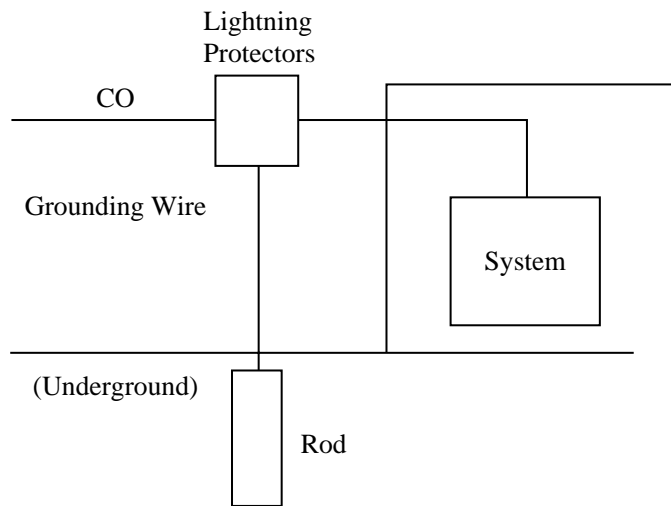 Lightning
Protectors
CO
Grounding Wire
System
(Underground)
Rod